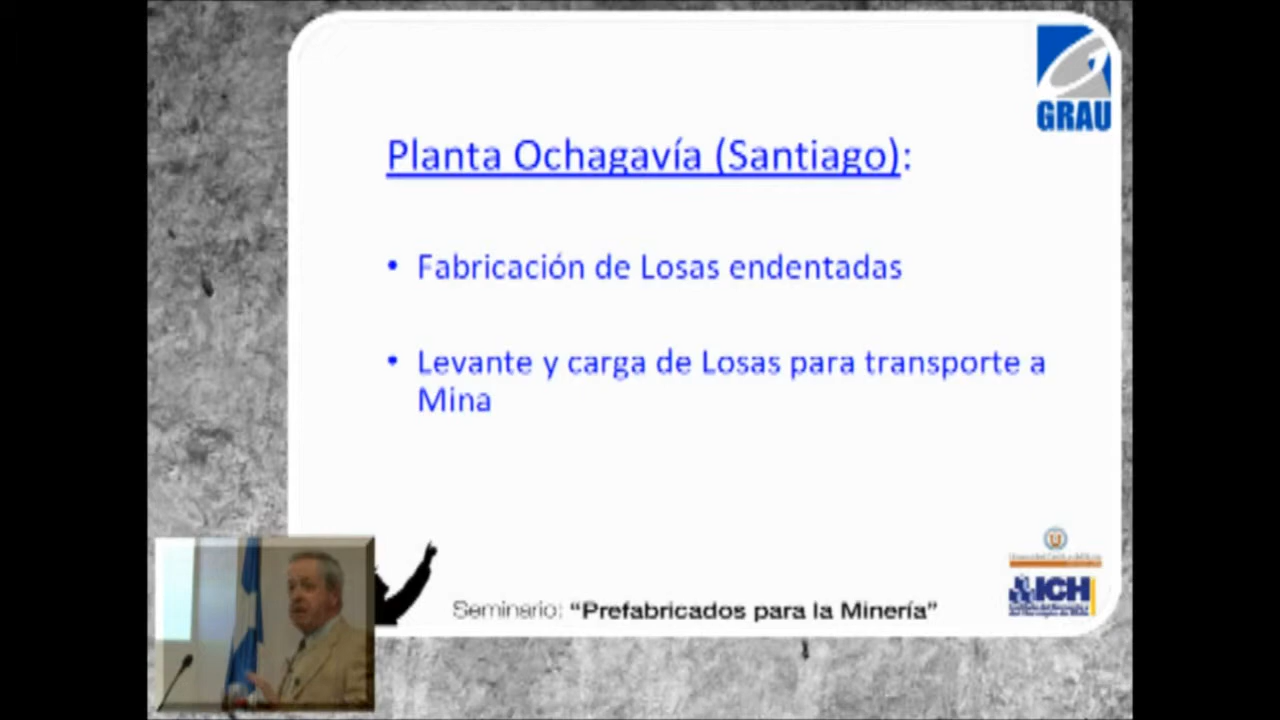 GRAU
Planta Ochagavía (Santiago):
• Fabricación de Losas endentadas
• Levante y carga de Losas para transporte a
Mina
ICH
Seminario: “Prefabricados para la Minería”